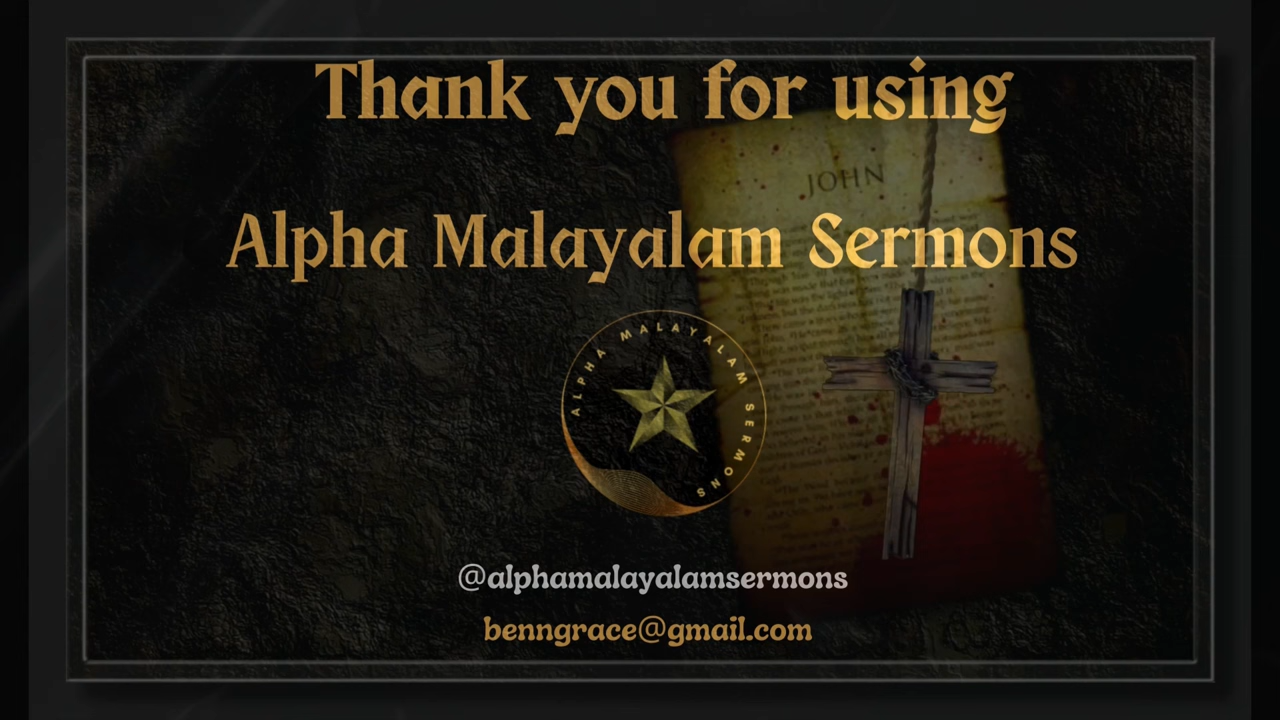 Thank you for using
JOHN
Alpha Malayalam Sermons
ALPHA MALAYALAM SERMONS
@alphamalayalamsermons
benngrace@gmail.com